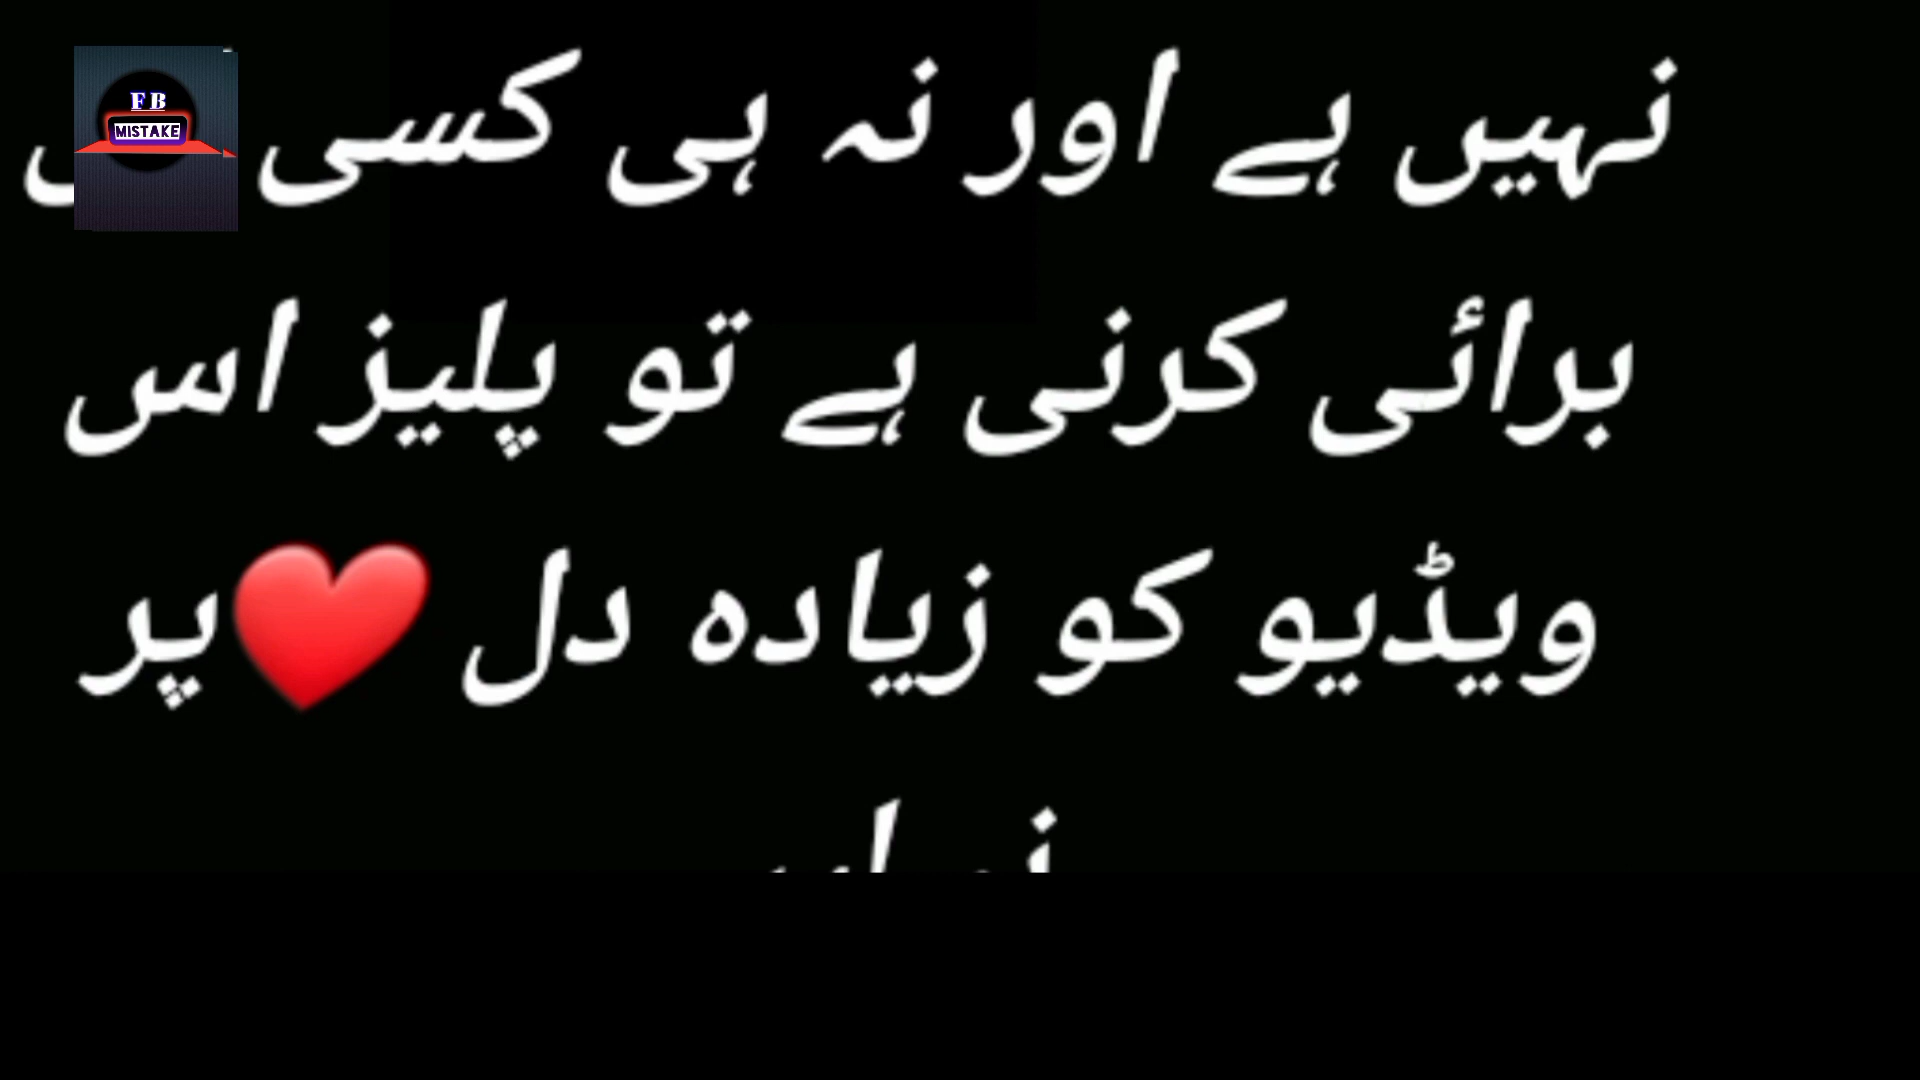 FB
MISTAKE
نہیں ہے اور نہ ہی کسی
برائی کرنی ہے تو پلیز اس
ویڈیو کو زیادہ دل ❤️پر